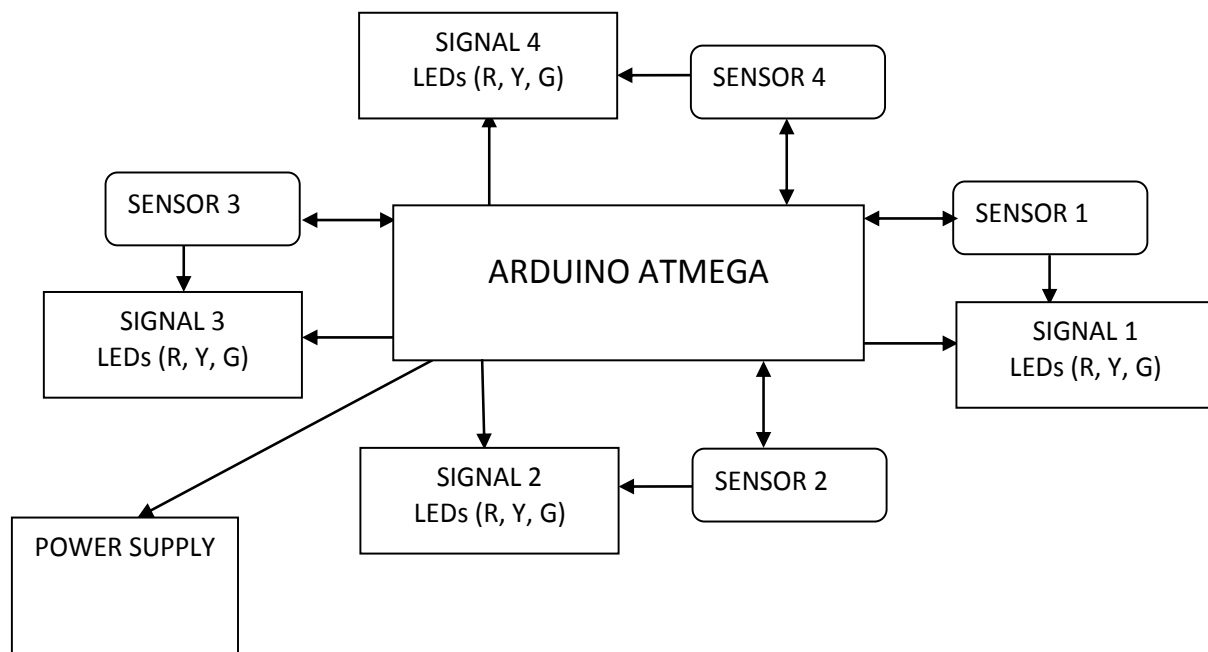 SIGNAL 4
LEDs (R, Y, G)
SENSOR 4
SENSOR 3
SENSOR 1
ARDUINO ATMEGA
SIGNAL 3
LEDs (R, Y, G)
SIGNAL 1
LEDs (R, Y, G)
SIGNAL 2
LEDs (R, Y, G)
SENSOR 2
POWER SUPPLY